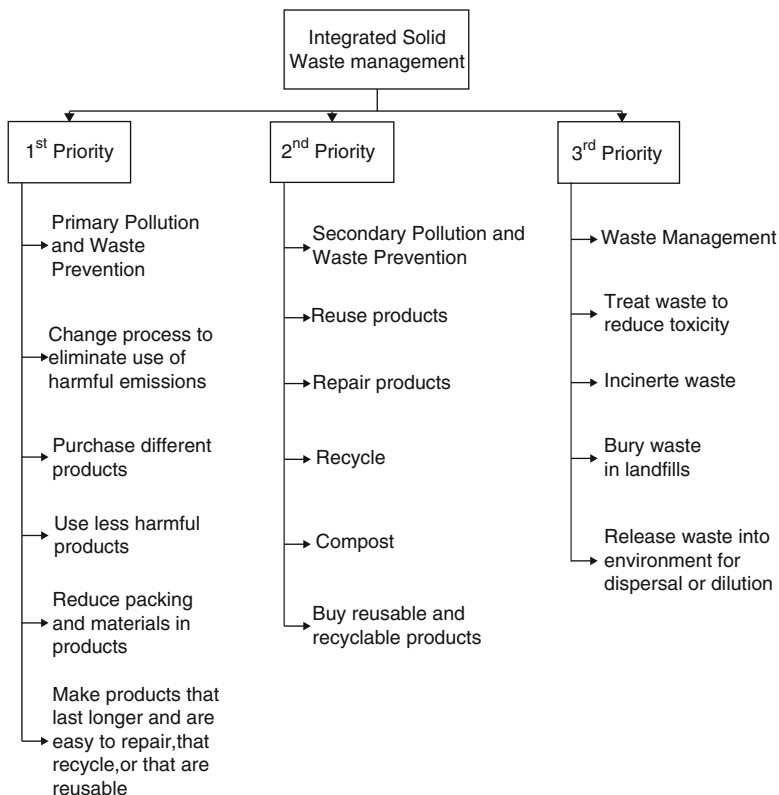 Integrated Solid
Waste management
1st Priority
Primary Pollution
and Waste
Prevention
Change process to
eliminate use of
harmful emissions
Purchase different
products
Use less harmful
products
Reduce packing
and materials in
products
Make products that
last longer and are
easy to repair,that
recycle,or that are
reusable
2nd Priority
Secondary Pollution and
Waste Prevention
Reuse products
Repair products
Recycle
Compost
Buy reusable and
recyclable products
3rd Priority
Waste Management
Treat waste to
reduce toxicity
Incinerte waste
Bury waste
in landfills
Release waste into
environment for
dispersal or dilution